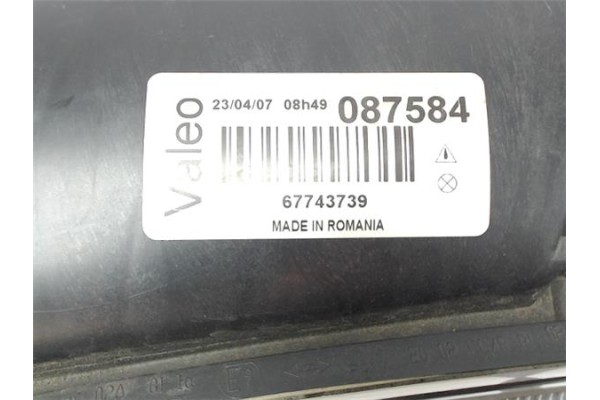 Valeo
23/04/07 08h49 087584
67743739
MADE IN ROMANIA